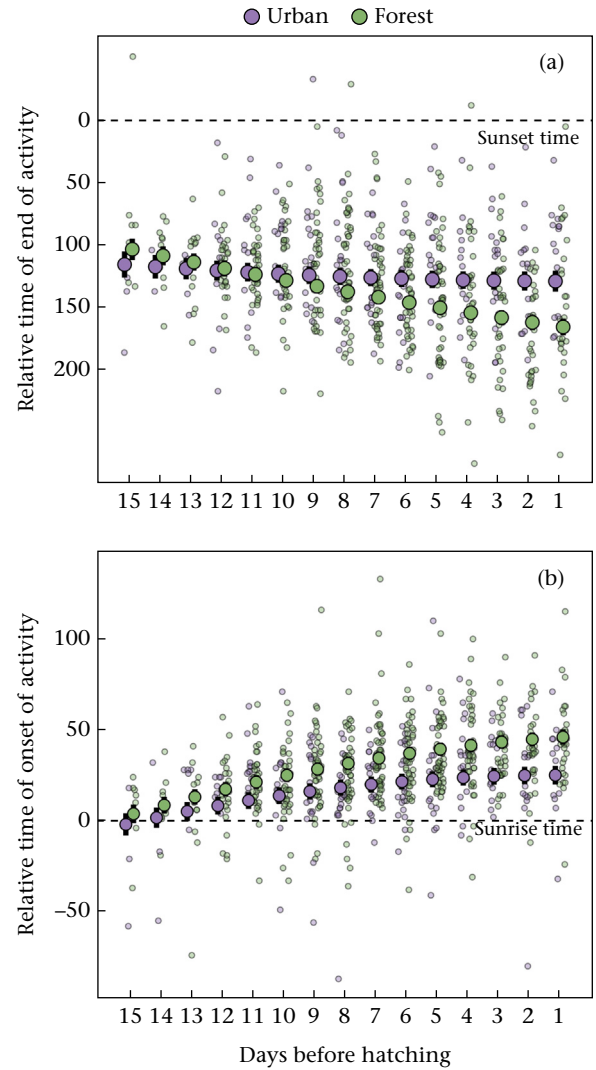 Urban Forest
(a)
0
Sunset time
50
100
150
200
Relative time of end of activity
15 14 13 12 11 10 9 8 7 6 5 4 3 2 1
(b)
100
50
0
Sunrise time
–50
Relative time of onset of activity
15 14 13 12 11 10 9 8 7 6 5 4 3 2 1
Days before hatching